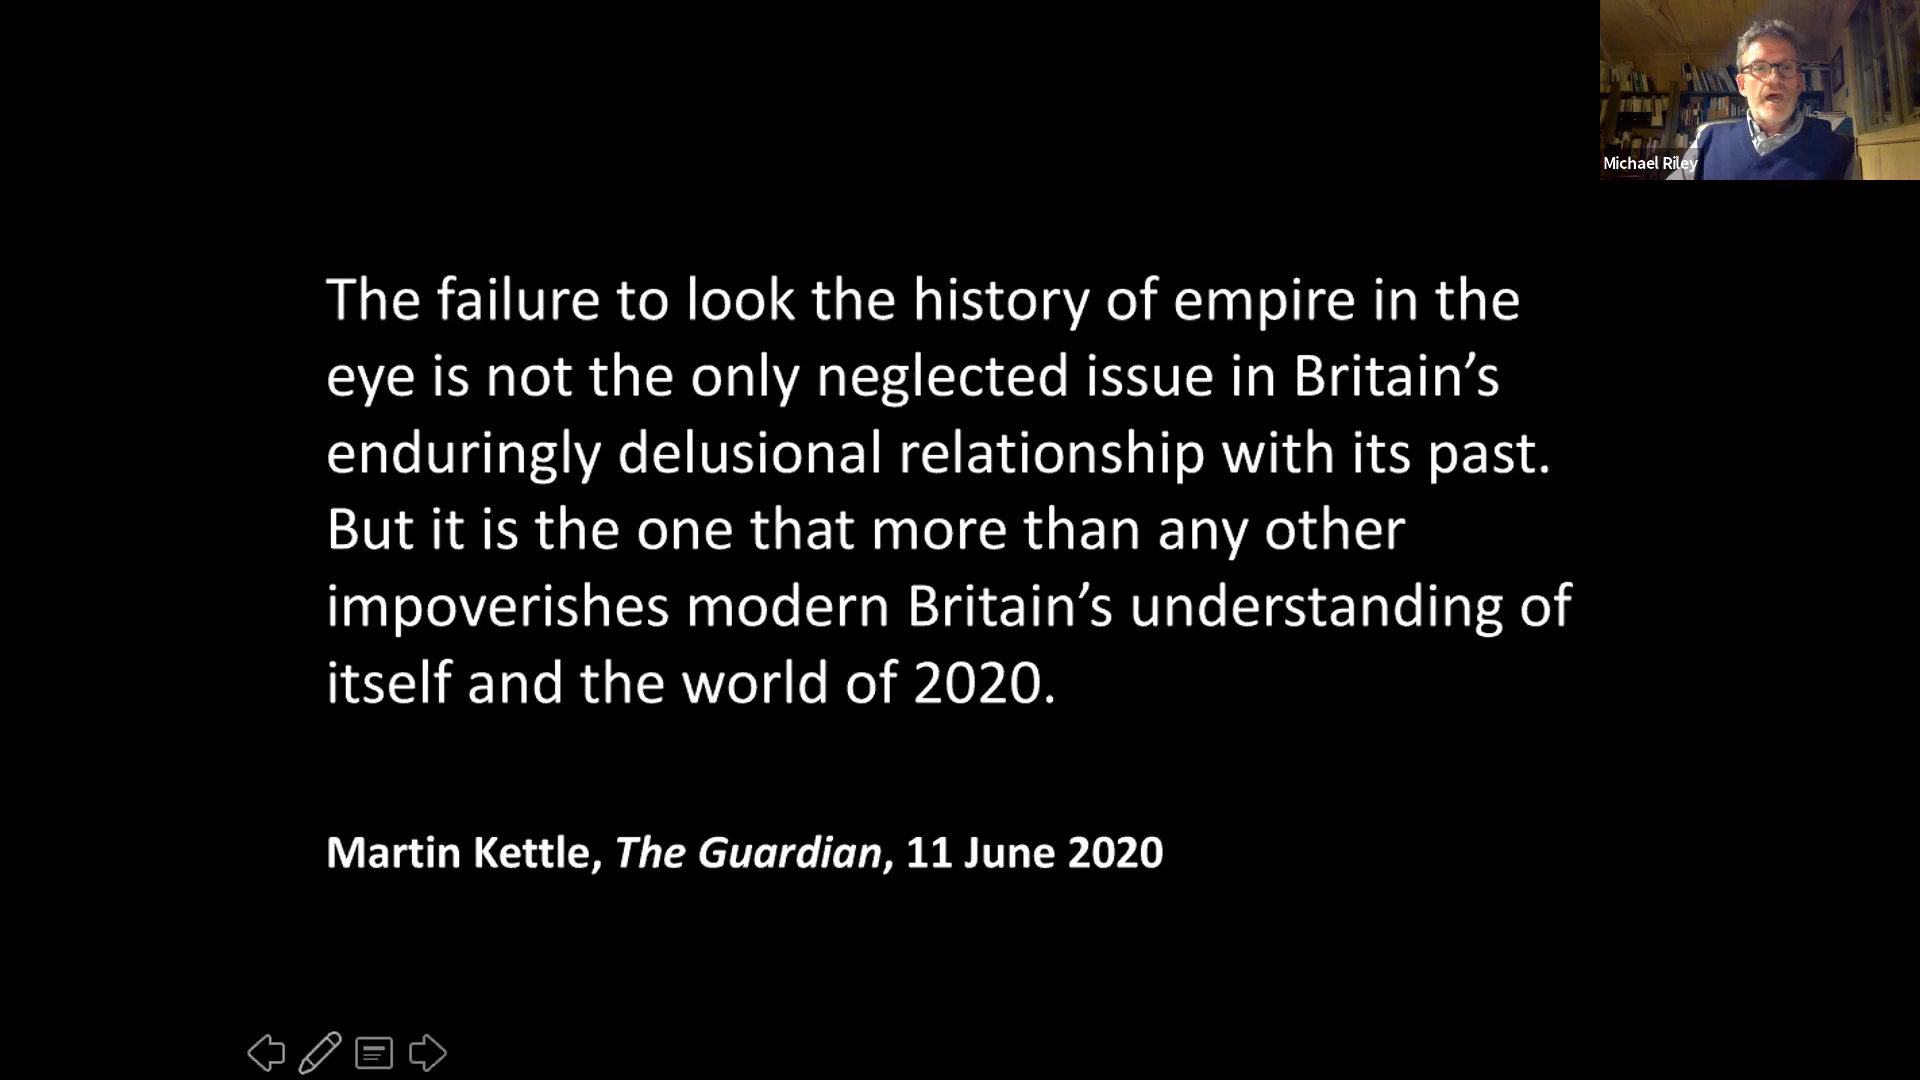 Michael Riley
The failure to look the history of empire in the
eye is not the only neglected issue in Britain’s
enduringly delusional relationship with its past.
But it is the one that more than any other
impoverishes modern Britain’s understanding of
itself and the world of 2020.
Martin Kettle, The Guardian, 11 June 2020